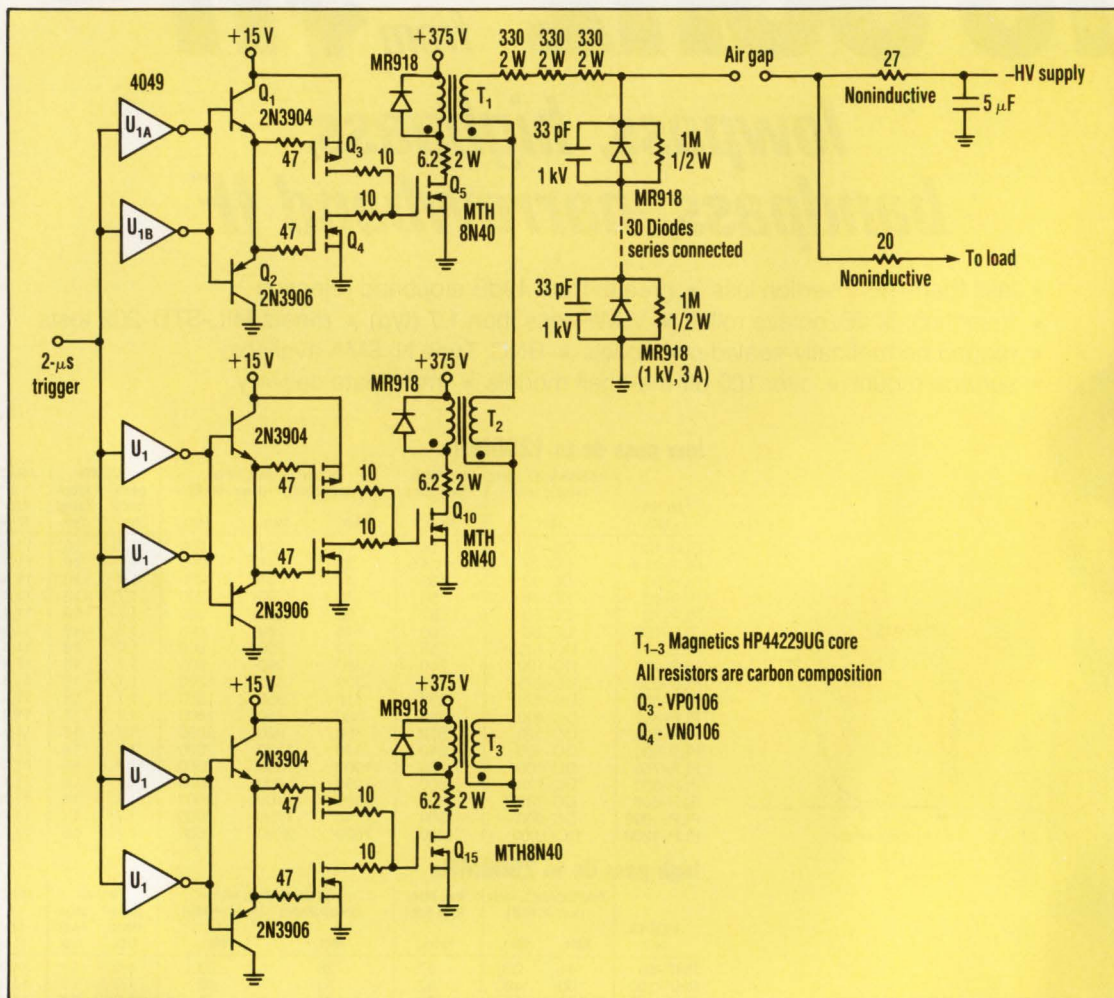 +15 V
4049
U1A
Q1
2N3904
47
Q3
10
U1B
10
47
Q4
Q2
2N3906
+375 V
MR918
T1
6.2
2 W
Q5
MTH
8N40
330
2 W
330
2 W
330
2 W
Air gap
27
Noninductive
–HV supply
5 μF
33 pF
1 kV
1M
1/2 W
MR918
30 Diodes
series connected
33 pF
1 kV
1M
1/2 W
MR918
(1 kV, 3 A)
20
Noninductive
To load
2-μs
trigger
+15 V
U1
2N3904
47
10
U1
10
47
2N3906
+375 V
MR918
T2
6.2
2 W
Q10
MTH
8N40
+15 V
U1
2N3904
47
10
U1
10
47
2N3906
+375 V
MR918
T3
6.2
2 W
Q15
MTH8N40
T1–3 Magnetics HP44229UG core
All resistors are carbon composition
Q3 - VP0106
Q4 - VN0106